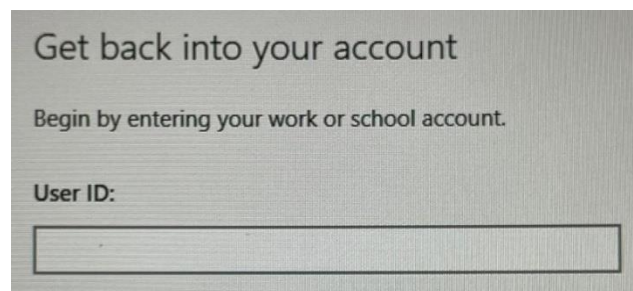 Get back into your account
Begin by entering your work or school account.
User ID: